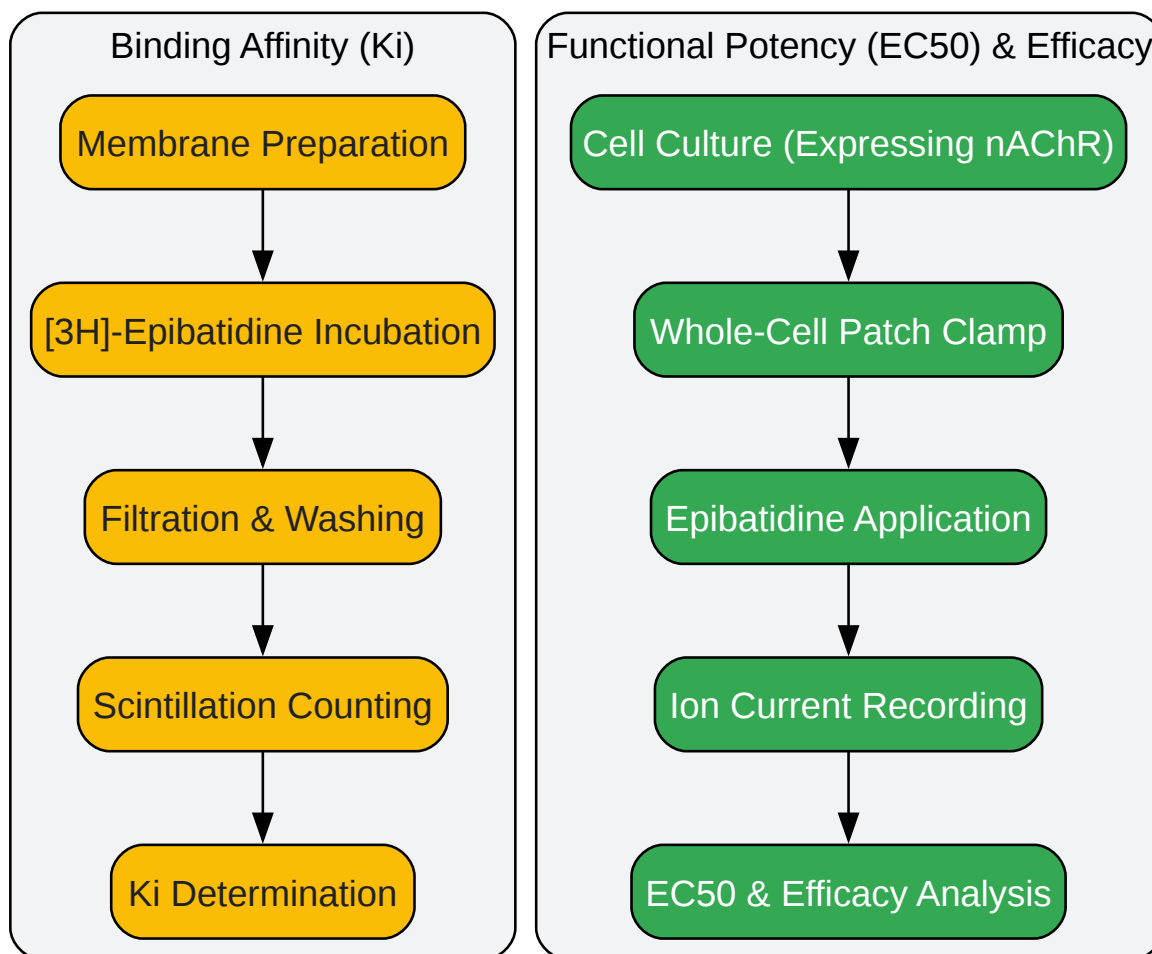 Binding Affinity (Ki)
Membrane Preparation
[3H]-Epibatidine Incubation
Filtration & Washing
Scintillation Counting
Ki Determination
Functional Potency (EC50) & Efficacy
Cell Culture (Expressing nAChR)
Whole-Cell Patch Clamp
Epibatidine Application
Ion Current Recording
EC50 & Efficacy Analysis